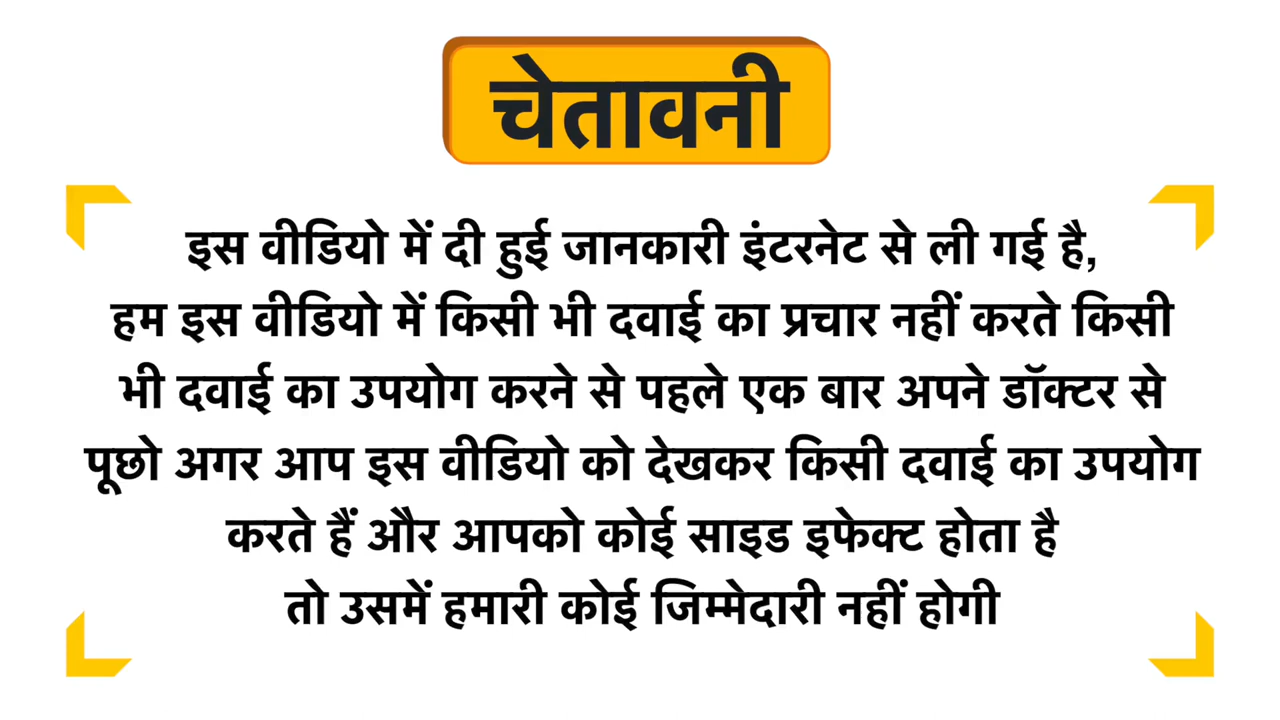 चेतावनी
इस वीडियो में दी हुई जानकारी इंटरनेट से ली गई है,
हम इस वीडियो में किसी भी दवाई का प्रचार नहीं करते किसी
भी दवाई का उपयोग करने से पहले एक बार अपने डॉक्टर से
पूछो अगर आप इस वीडियो को देखकर किसी दवाई का उपयोग
करते हैं और आपको कोई साइड इफेक्ट होता है
तो उसमें हमारी कोई जिम्मेदारी नहीं होगी